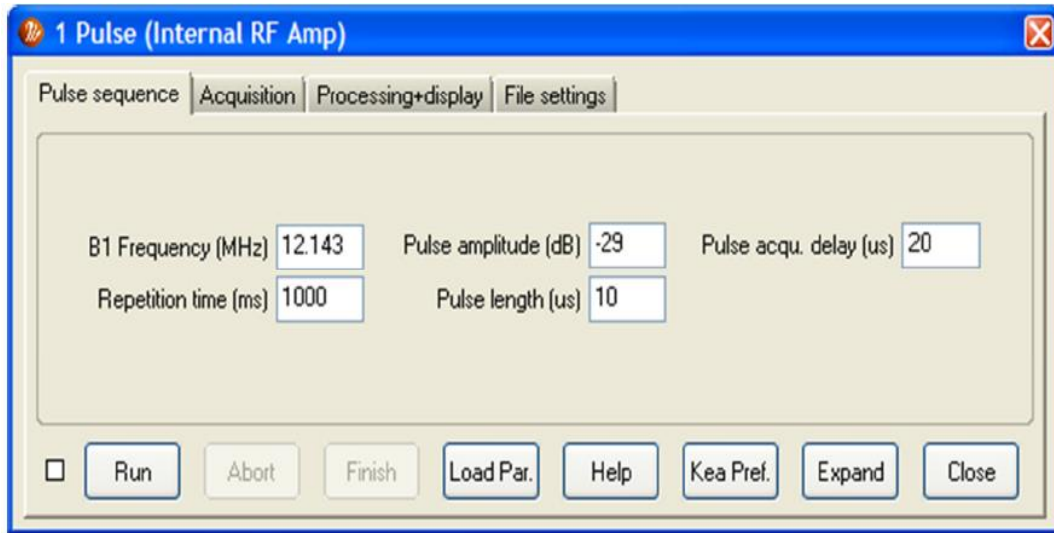 1 Pulse (Internal RF Amp)
Pulse sequence Acquisition Processing+display File settings
B1 Frequency (MHz) 12.143 Pulse amplitude (dB) -29 Pulse acqu. delay (us) 20
Repetition time (ms) 1000 Pulse length (us) 10
Run Abort Finish Load Par. Help Kea Pref. Expand Close